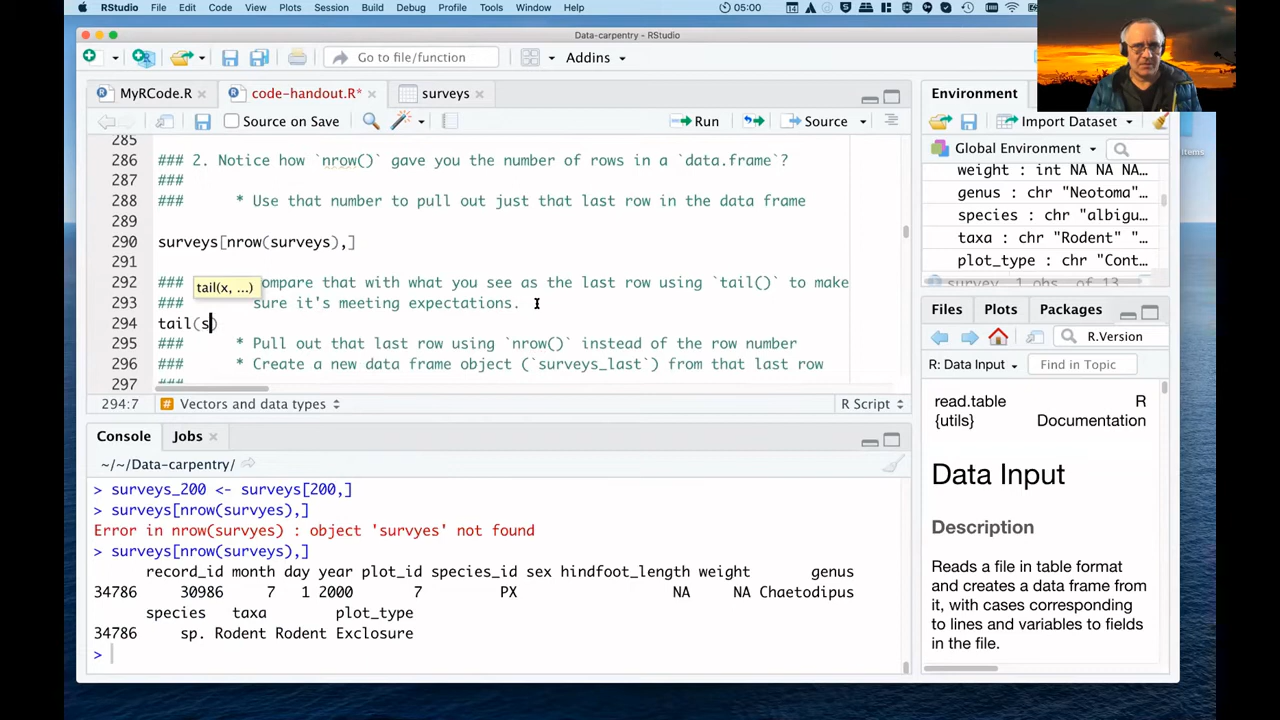 RStudio File Edit Code View Plots Session Build Debug Profile Tools Window Help 05:00
Data-carpentry - RStudio
Go to file/function Addins
MyRCode.R code-handout.R* surveys
Source on Save Run Source
285
286 ### 2. Notice how `nrow()` gave you the number of rows in a `data.frame`?
287 ###
288 ### * Use that number to pull out just that last row in the data frame
289
290 surveys[nrow(surveys),]
291
292 ### ompare that with what you see as the last row using `tail()` to make
tail(x, ...)
293 ### sure it's meeting expectations.
294 tail(s)
295 ### * Pull out that last row using `nrow()` instead of the row number
296 ### * Create a new data frame object (`surveys_last`) from that last row
297 ###
294:7 # Vectors and data types R Script
Console Jobs
~/~/Data-carpentry/
> surveys_200 <- surveys[200,]
> surveys[nrow(survyes),]
Error in nrow(survyes) : object 'survyes' not found
> surveys[nrow(surveys),]
record_id month day year plot_id species_id sex hindfoot_length weight genus
34786 30986 7 1 2000 7 PX NA NA Chaetodipus
species taxa plot_type
34786 sp. Rodent Rodent Exclosure
>
Environment
Import Dataset
Global Environment
weight : int NA NA NA…
genus : chr "Neotoma"…
species : chr "albigu…
taxa : chr "Rodent" "…
plot_type : chr "Cont…
survey 1 obs. of 13
Files Plots Packages
R.Version
R: Data Input Find in Topic
read.table R
{utils} Documentation
Data Input
Description
Reads a file in table format
and creates a data frame from
it, with cases corresponding
to lines and variables to fields
in the file.
items